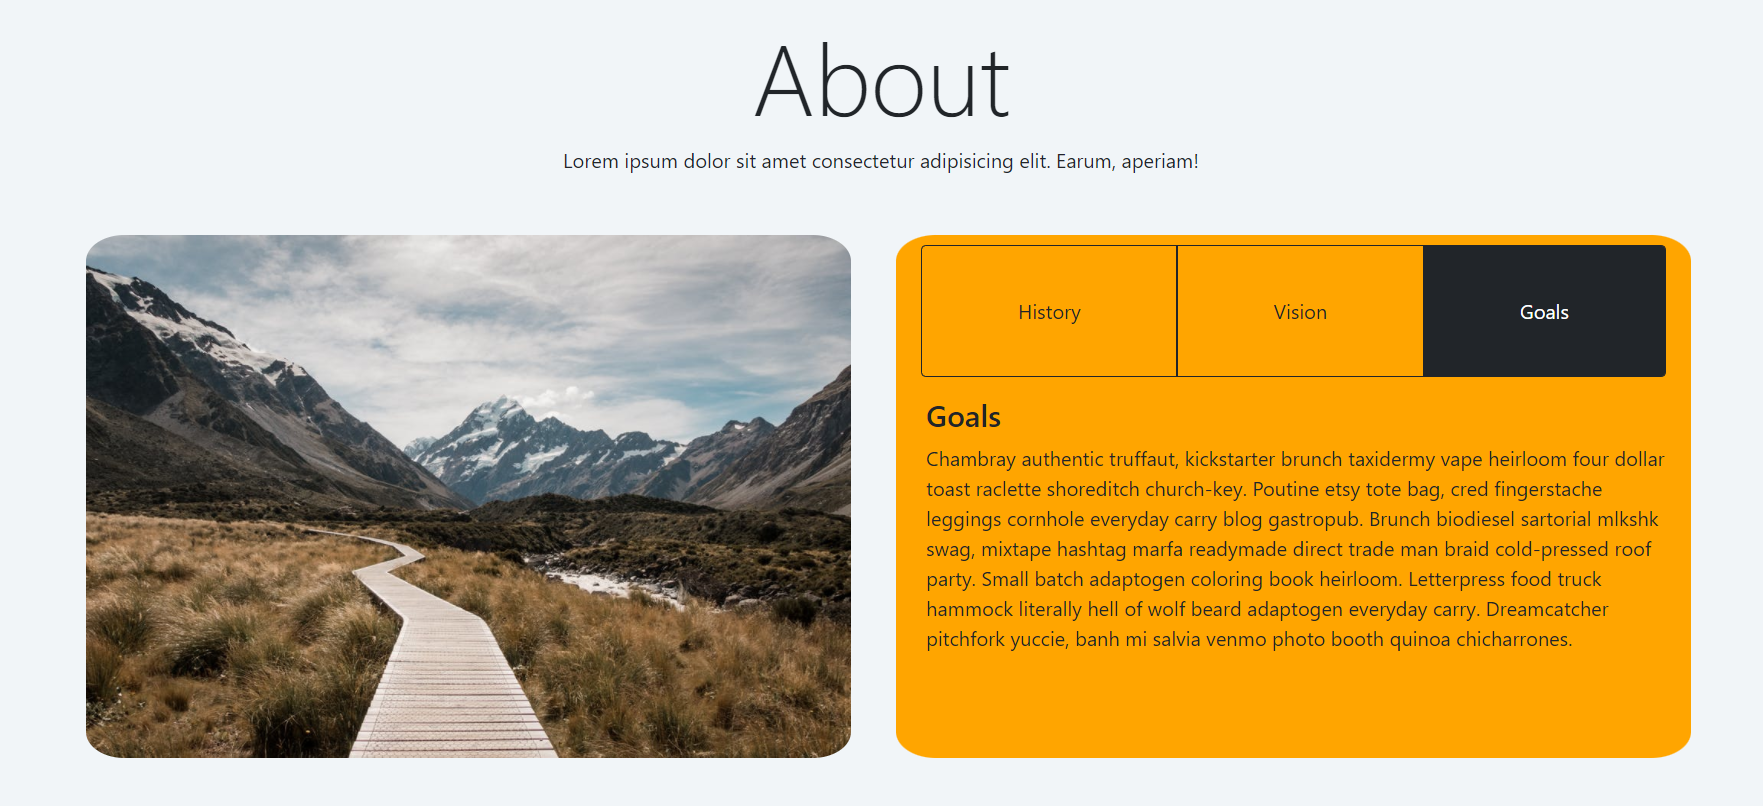 About
Lorem ipsum dolor sit amet consectetur adipisicing elit. Earum, aperiam!
History
Vision
Goals
Goals
Chambray authentic truffaut, kickstarter brunch taxidermy vape heirloom four dollar
toast raclette shoreditch church-key. Poutine etsy tote bag, cred fingerstache
leggings cornhole everyday carry blog gastropub. Brunch biodiesel sartorial mlkshk
swag, mixtape hashtag marfa readymade direct trade man braid cold-pressed roof
party. Small batch adaptogen coloring book heirloom. Letterpress food truck
hammock literally hell of wolf beard adaptogen everyday carry. Dreamcatcher
pitchfork yuccie, banh mi salvia venmo photo booth quinoa chicharrones.